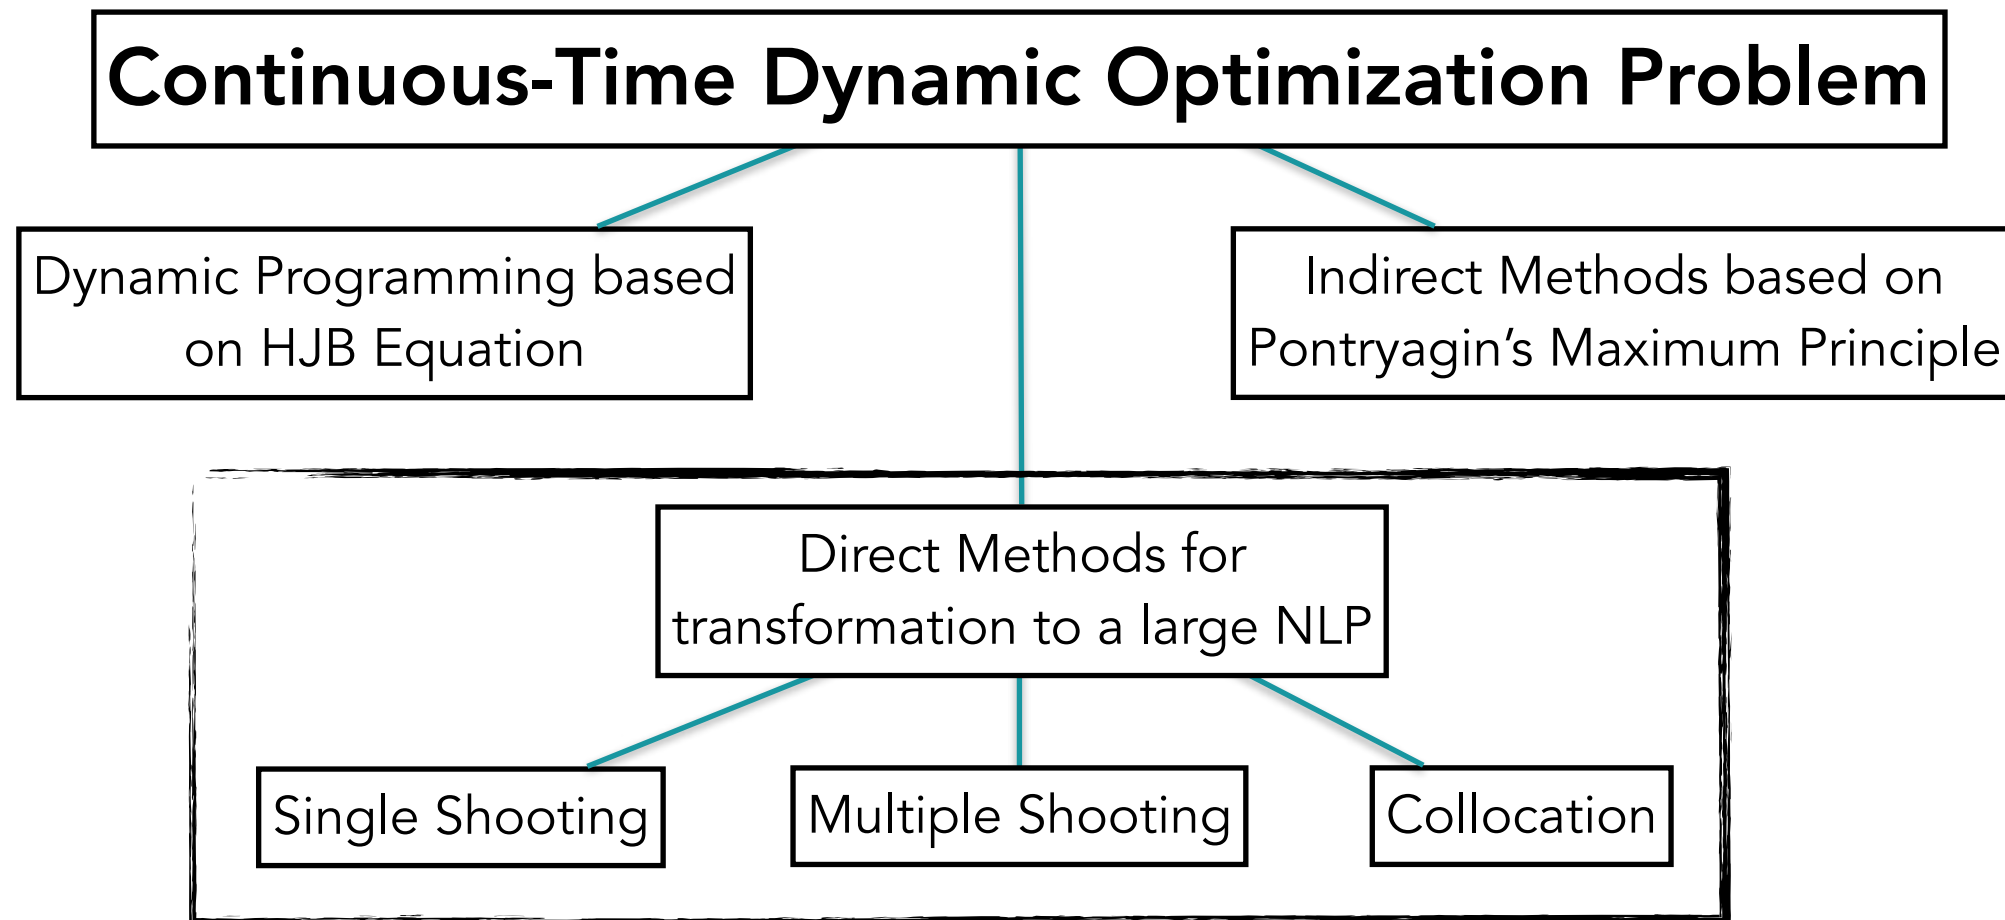 Continuous-Time Dynamic Optimization Problem
Dynamic Programming based
on HJB Equation
Indirect Methods based on
Pontryagin’s Maximum Principle
Direct Methods for
transformation to a large NLP
Single Shooting
Multiple Shooting
Collocation